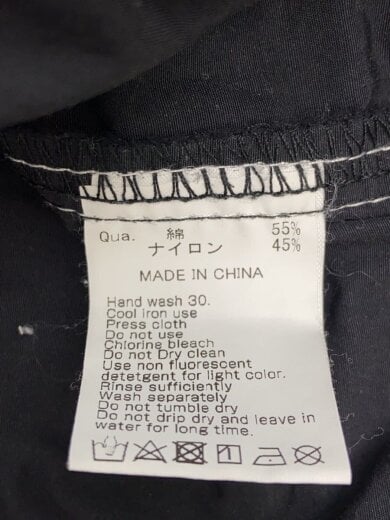 Qua. 綿 55%
ナイロン 45%
MADE IN CHINA
Hand wash 30.
Cool iron use
Press cloth
Do not use
Chloring bleach
Do not Dry clean
Use non fluorescent
detetgent for light color.
Rinse sufficiently
Wash separately
Do not tumble dry
Do not drip dry and leave in
water for long time.